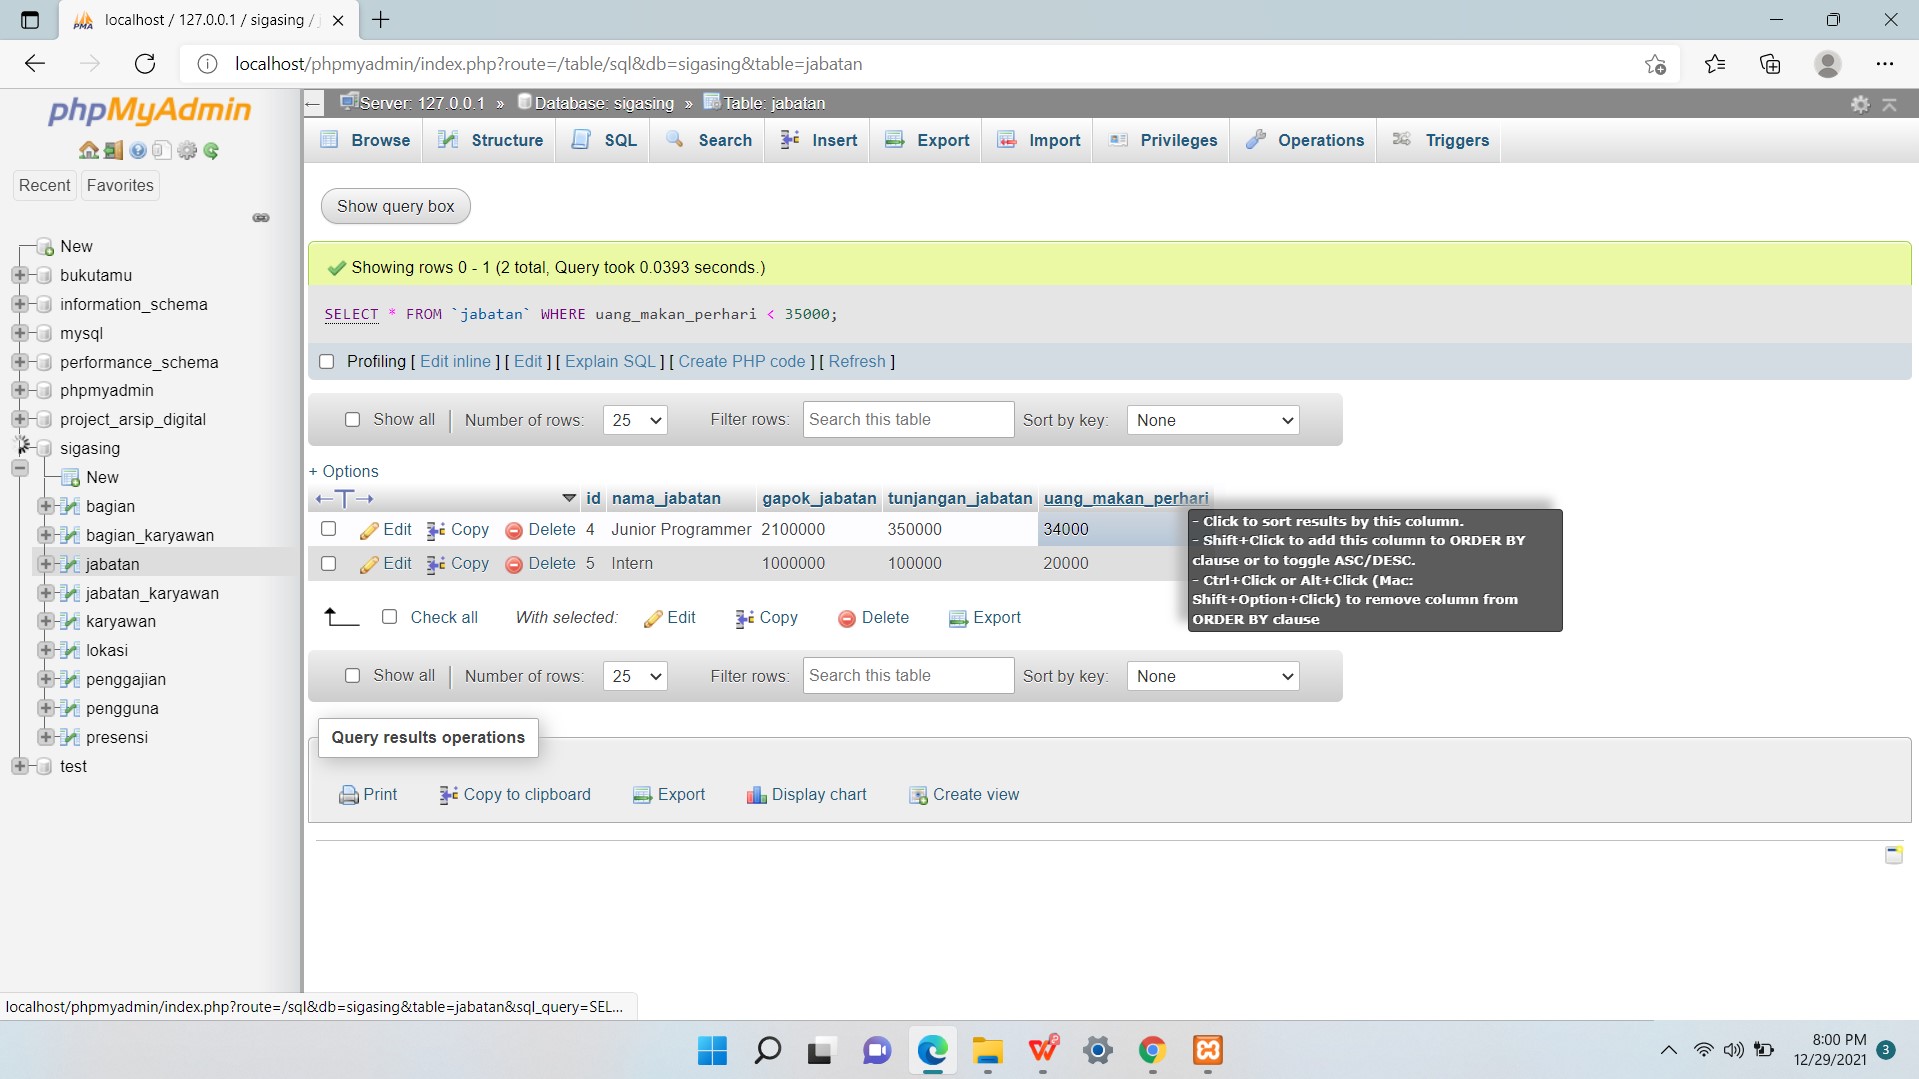 localhost / 127.0.0.1 / sigasing / j
localhost/phpmyadmin/index.php?route=/table/sql&db=sigasing&table=jabatan
phpMyAdmin
Recent Favorites
New
bukutamu
information_schema
mysql
performance_schema
phpmyadmin
project_arsip_digital
sigasing
New
bagian
bagian_karyawan
jabatan
jabatan_karyawan
karyawan
lokasi
penggajian
pengguna
presensi
test
Server: 127.0.0.1 » Database: sigasing » Table: jabatan
Browse Structure SQL Search Insert Export Import Privileges Operations Triggers
Show query box
Showing rows 0 - 1 (2 total, Query took 0.0393 seconds.)
SELECT * FROM `jabatan` WHERE uang_makan_perhari < 35000;
Profiling [ Edit inline ] [ Edit ] [ Explain SQL ] [ Create PHP code ] [ Refresh ]
Show all Number of rows: 25 Filter rows: Search this table Sort by key: None
+ Options
←T→ id nama_jabatan gapok_jabatan tunjangan_jabatan uang_makan_perhari
Edit Copy Delete 4 Junior Programmer 2100000 350000 34000
Edit Copy Delete 5 Intern 1000000 100000 20000
- Click to sort results by this column.
- Shift+Click to add this column to ORDER BY
clause or to toggle ASC/DESC.
- Ctrl+Click or Alt+Click (Mac:
Shift+Option+Click) to remove column from
ORDER BY clause
Check all With selected: Edit Copy Delete Export
Show all Number of rows: 25 Filter rows: Search this table Sort by key: None
Query results operations
Print Copy to clipboard Export Display chart Create view
localhost/phpmyadmin/index.php?route=/sql&db=sigasing&table=jabatan&sql_query=SEL...
8:00 PM
12/29/2021
3